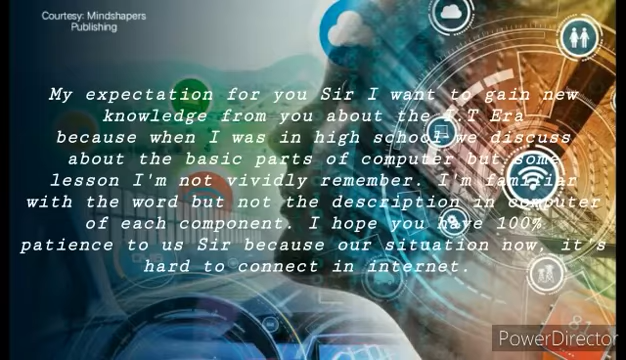 Courtesy: Mindshapers
Publishing
My expectation for you Sir I want to gain new
knowledge from you about the I.T Era
because when I was in high school we discuss
about the basic parts of computer but some
lesson I'm not vividly remember. I'm familiar
with the word but not the description in computer
of each component. I hope you have 100%
patience to us Sir because our situation now, it's
hard to connect in internet.
81
PowerDirector